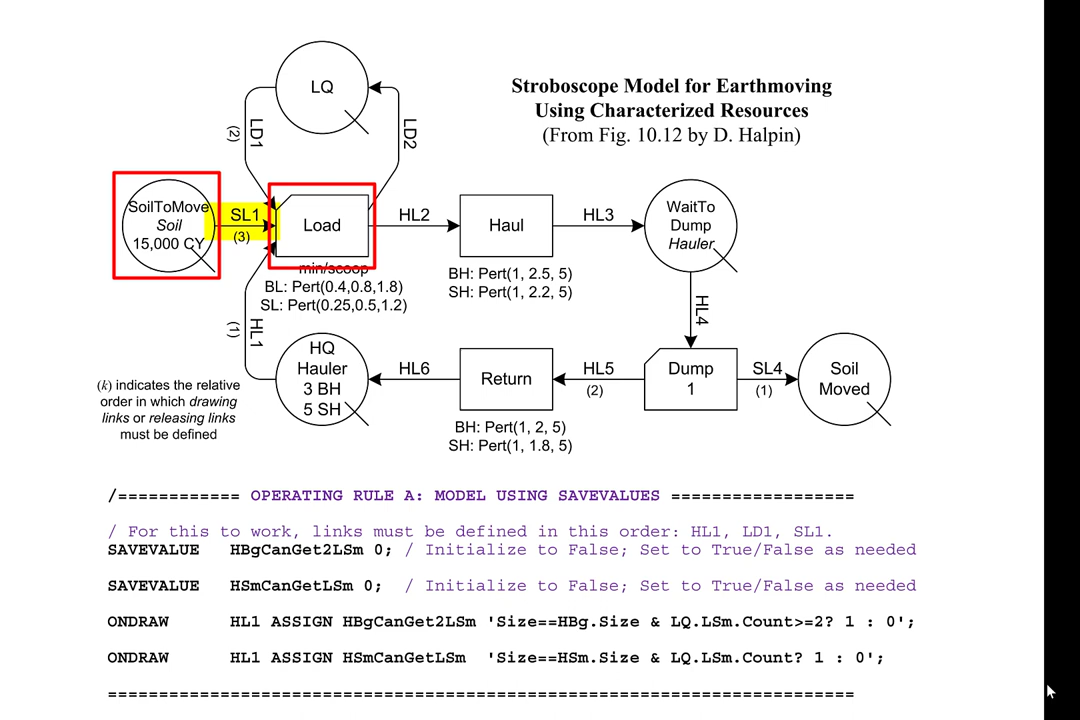 LQ
Stroboscope Model for Earthmoving
Using Characterized Resources
(From Fig. 10.12 by D. Halpin)
(2)
LD1
LD2
SoilToMove
Soil
15,000 CY
SL1
(3)
Load
HL2
Haul
HL3
WaitTo
Dump
Hauler
min/scoop
BL: Pert(0.4,0.8,1.8)
SL: Pert(0.25,0.5,1.2)
BH: Pert(1, 2.5, 5)
SH: Pert(1, 2.2, 5)
(1)
HL1
HL4
HQ
Hauler
3 BH
5 SH
HL6
Return
HL5
(2)
Dump
1
SL4
(1)
Soil
Moved
BH: Pert(1, 2, 5)
SH: Pert(1, 1.8, 5)
(k) indicates the relative
order in which drawing
links or releasing links
must be defined
/============ OPERATING RULE A: MODEL USING SAVEVALUES ==================
/ For this to work, links must be defined in this order: HL1, LD1, SL1.
SAVEVALUE HBgCanGet2LSm 0; / Initialize to False; Set to True/False as needed
SAVEVALUE HSmCanGetLSm 0; / Initialize to False; Set to True/False as needed
ONDRAW HL1 ASSIGN HBgCanGet2LSm 'Size==HBg.Size & LQ.LSm.Count>=2? 1 : 0';
ONDRAW HL1 ASSIGN HSmCanGetLSm 'Size==HSm.Size & LQ.LSm.Count? 1 : 0';
=========================================================================